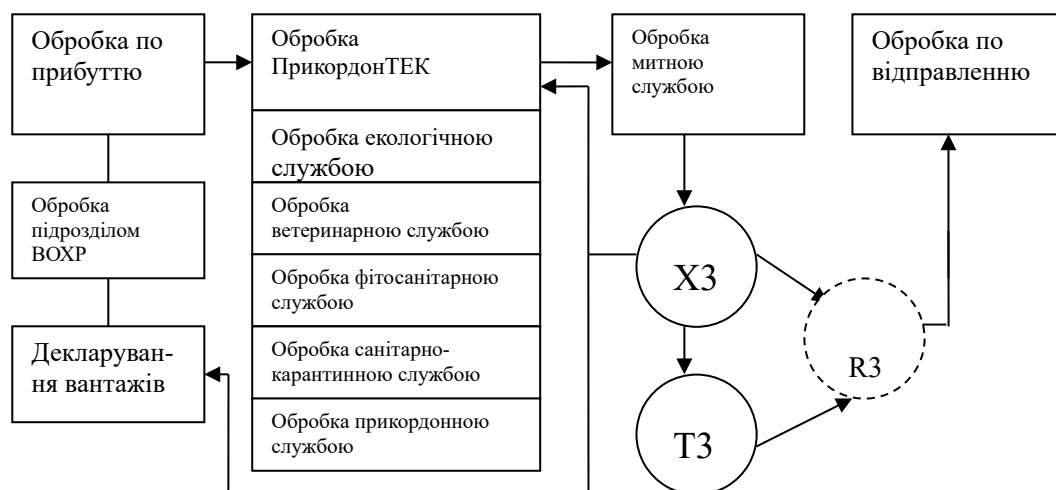 Обробка по
прибуттю
Обробка
підрозділом
ВОХР
Декларуван-
ня вантажів
Обробка
ПрикордонТЕК
Обробка екологічною
службою
Обробка
ветеринарною службою
Обробка фітосанітарною
службою
Обробка санітарно-
карантинною службою
Обробка прикордонною
службою
Обробка
митною
службою
Х3
Т3
R3
Обробка по
відправленню